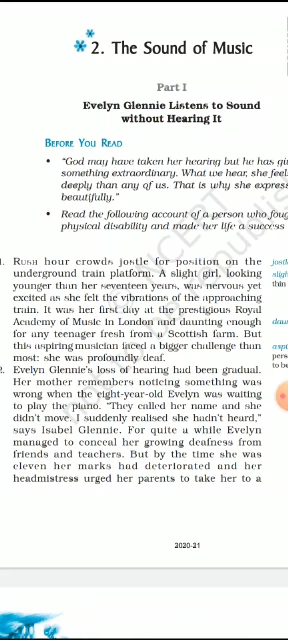 2. The Sound of Music
Part I
Evelyn Glennie Listens to Sound
without Hearing It
BEFORE YOU READ
• "God may have taken her hearing but he has
something extraordinary. What we hear, she
deeply than any of us. That is why she
beautifully."
• Read the following account of a person who
physical disability and made her life a success
RUSH hour crowds jostle for position on the
underground train platform. A slight girl, looking
younger than her seventeen years, was nervous yet
excited as she felt the vibrations of the approaching
train. It was her first day at the prestigious Royal
Academy of Music in London and daunting enough
for any teenager fresh from a Scottish farm. But
this aspiring musician faced a bigger challenge than
most: she was profoundly deaf.
Evelyn Glennie's loss of hearing had been gradual.
Her mother remembers noticing something was
wrong when the eight-year-old Evelyn was waiting
to play the piano. "They called her name and she
didn't move. I suddenly realised she hadn't heard,"
says Isabel Glennie. For quite a while Evelyn
managed to conceal her growing deafness from
friends and teachers. But by the time she was
eleven her marks had deteriorated and her
headmistress urged her parents to take her to a
thin
pers
to be
2020-21